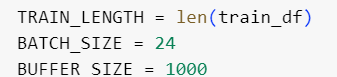 TRAIN_LENGTH = len(train_df)
BATCH_SIZE = 24
BUFFER_SIZE = 1000